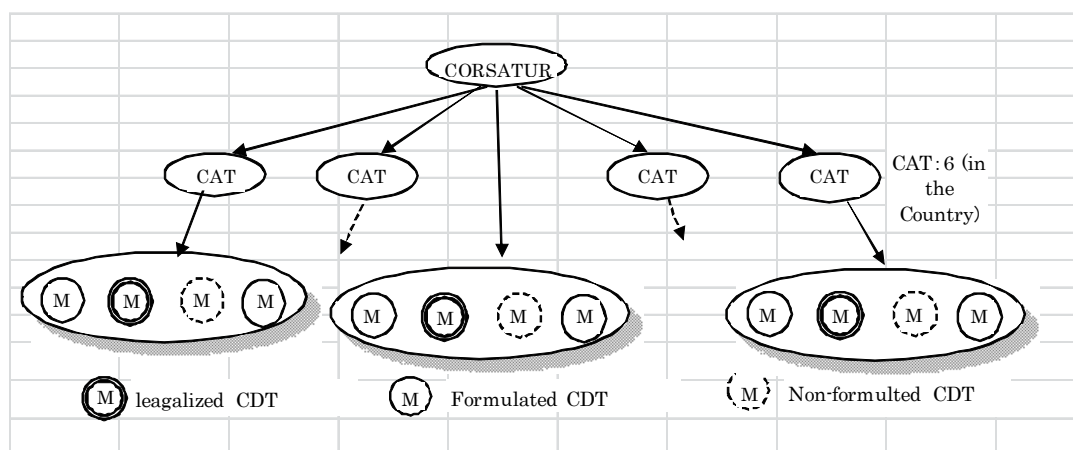 CORSATUR
CAT CAT CAT CAT
CAT:6 (in
the
Country)
M M M M
M M M M
M M M M
M leagalized CDT
M Formulated CDT
M Non-formulted CDT